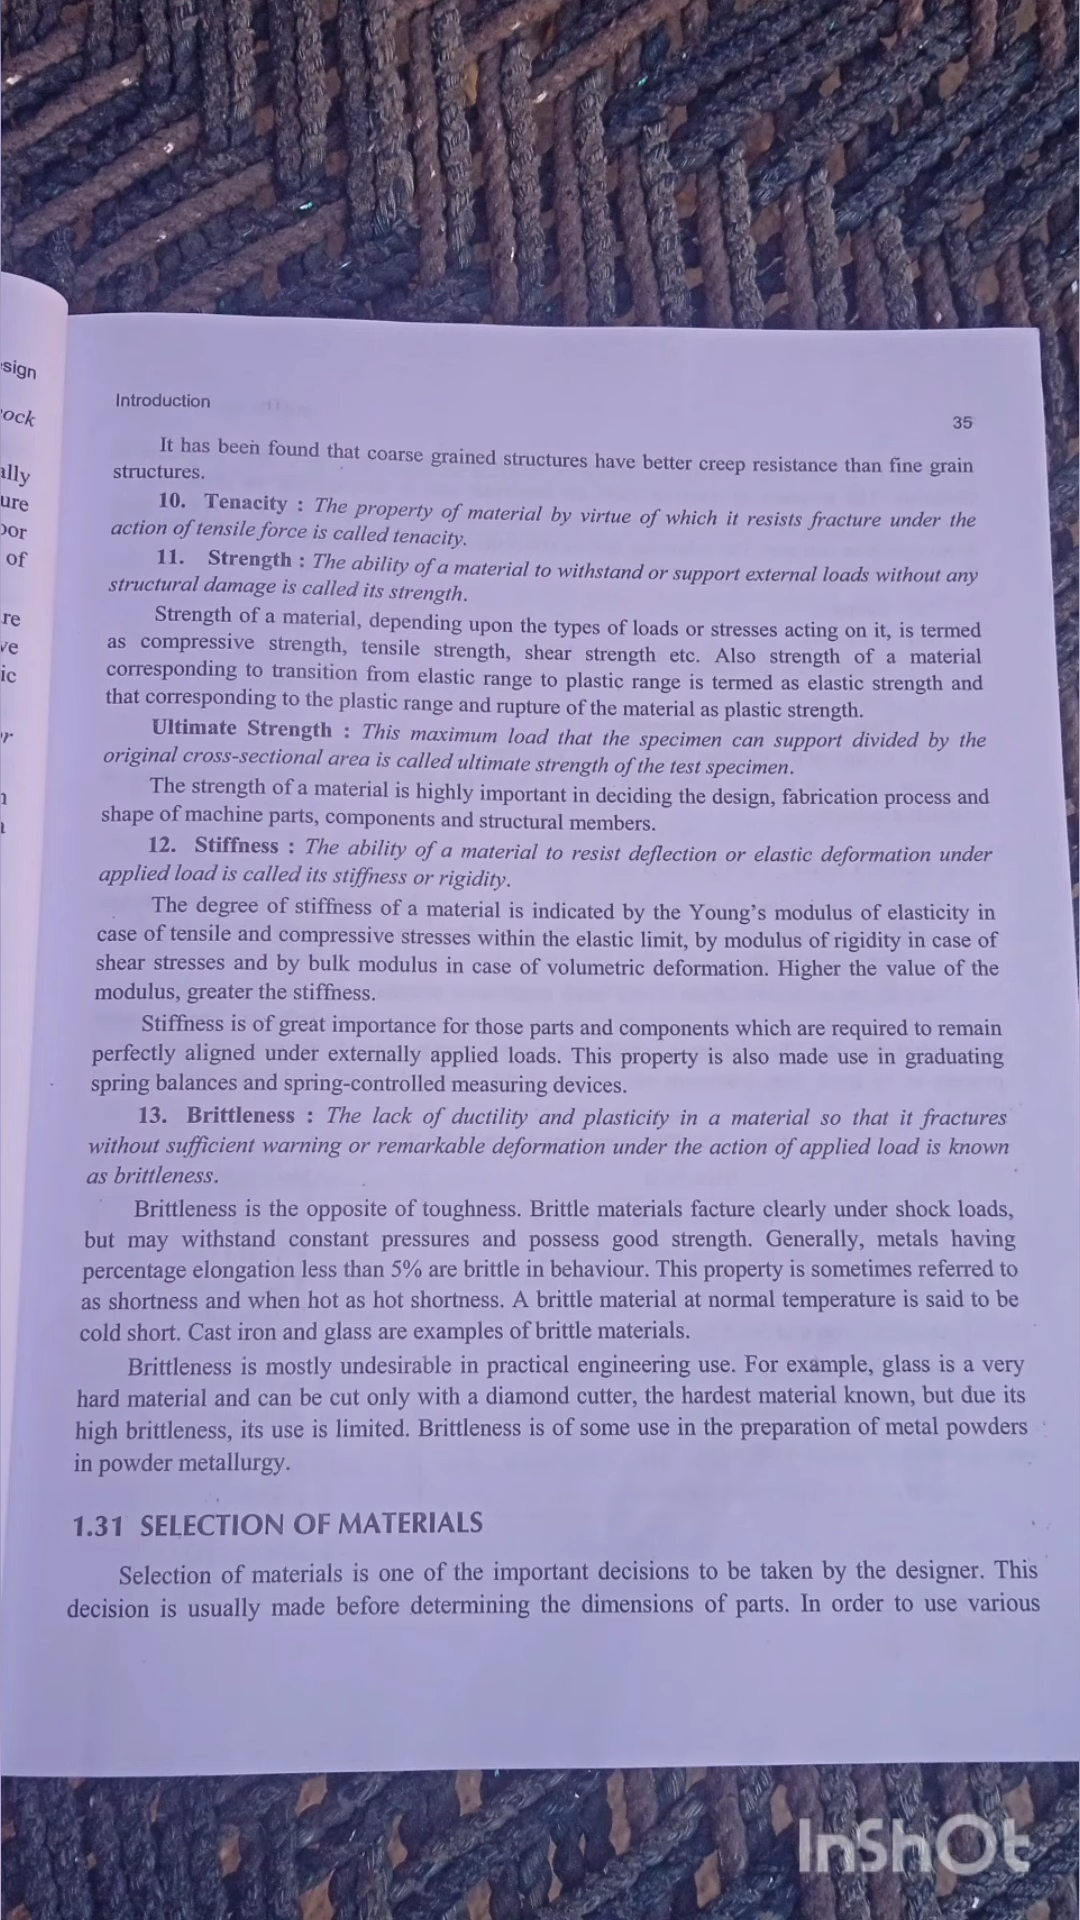 sign
ock
ally
ure
oor
of
re
ve
ic
r
Introduction
35
It has been found that coarse grained structures have better creep resistance than fine grain
structures.
10. Tenacity : The property of material by virtue of which it resists fracture under the
action of tensile force is called tenacity.
11. Strength : The ability of a material to withstand or support external loads without any
structural damage is called its strength.
Strength of a material, depending upon the types of loads or stresses acting on it, is termed
as compressive strength, tensile strength, shear strength etc. Also strength of a material
corresponding to transition from elastic range to plastic range is termed as elastic strength and
that corresponding to the plastic range and rupture of the material as plastic strength.
Ultimate Strength : This maximum load that the specimen can support divided by the
original cross-sectional area is called ultimate strength of the test specimen.
The strength of a material is highly important in deciding the design, fabrication process and
shape of machine parts, components and structural members.
12. Stiffness : The ability of a material to resist deflection or elastic deformation under
applied load is called its stiffness or rigidity.
The degree of stiffness of a material is indicated by the Young's modulus of elasticity in
case of tensile and compressive stresses within the elastic limit, by modulus of rigidity in case of
shear stresses and by bulk modulus in case of volumetric deformation. Higher the value of the
modulus, greater the stiffness.
Stiffness is of great importance for those parts and components which are required to remain
perfectly aligned under externally applied loads. This property is also made use in graduating
spring balances and spring-controlled measuring devices.
13. Brittleness : The lack of ductility and plasticity in a material so that it fractures
without sufficient warning or remarkable deformation under the action of applied load is known
as brittleness.
Brittleness is the opposite of toughness. Brittle materials facture clearly under shock loads,
but may withstand constant pressures and possess good strength. Generally, metals having
percentage elongation less than 5% are brittle in behaviour. This property is sometimes referred to
as shortness and when hot as hot shortness. A brittle material at normal temperature is said to be
cold short. Cast iron and glass are examples of brittle materials.
Brittleness is mostly undesirable in practical engineering use. For example, glass is a very
hard material and can be cut only with a diamond cutter, the hardest material known, but due its
high brittleness, its use is limited. Brittleness is of some use in the preparation of metal powders
in powder metallurgy.
1.31 SELECTION OF MATERIALS
Selection of materials is one of the important decisions to be taken by the designer. This
decision is usually made before determining the dimensions of parts. In order to use various
InShOt